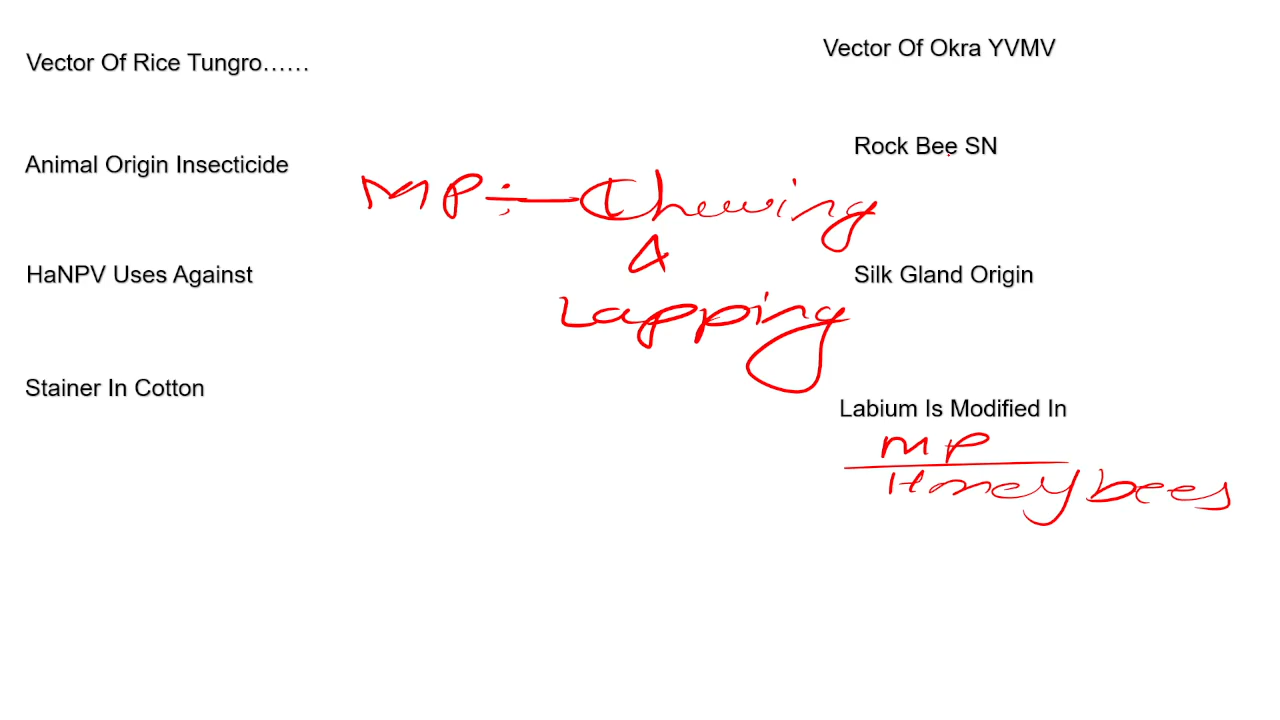 Vector Of Rice Tungro……
Vector Of Okra YVMV
Animal Origin Insecticide
Rock Bee SN
MP:- Chewing
&
Lapping
HaNPV Uses Against
Silk Gland Origin
Stainer In Cotton
Labium Is Modified In
MP
Honey bees